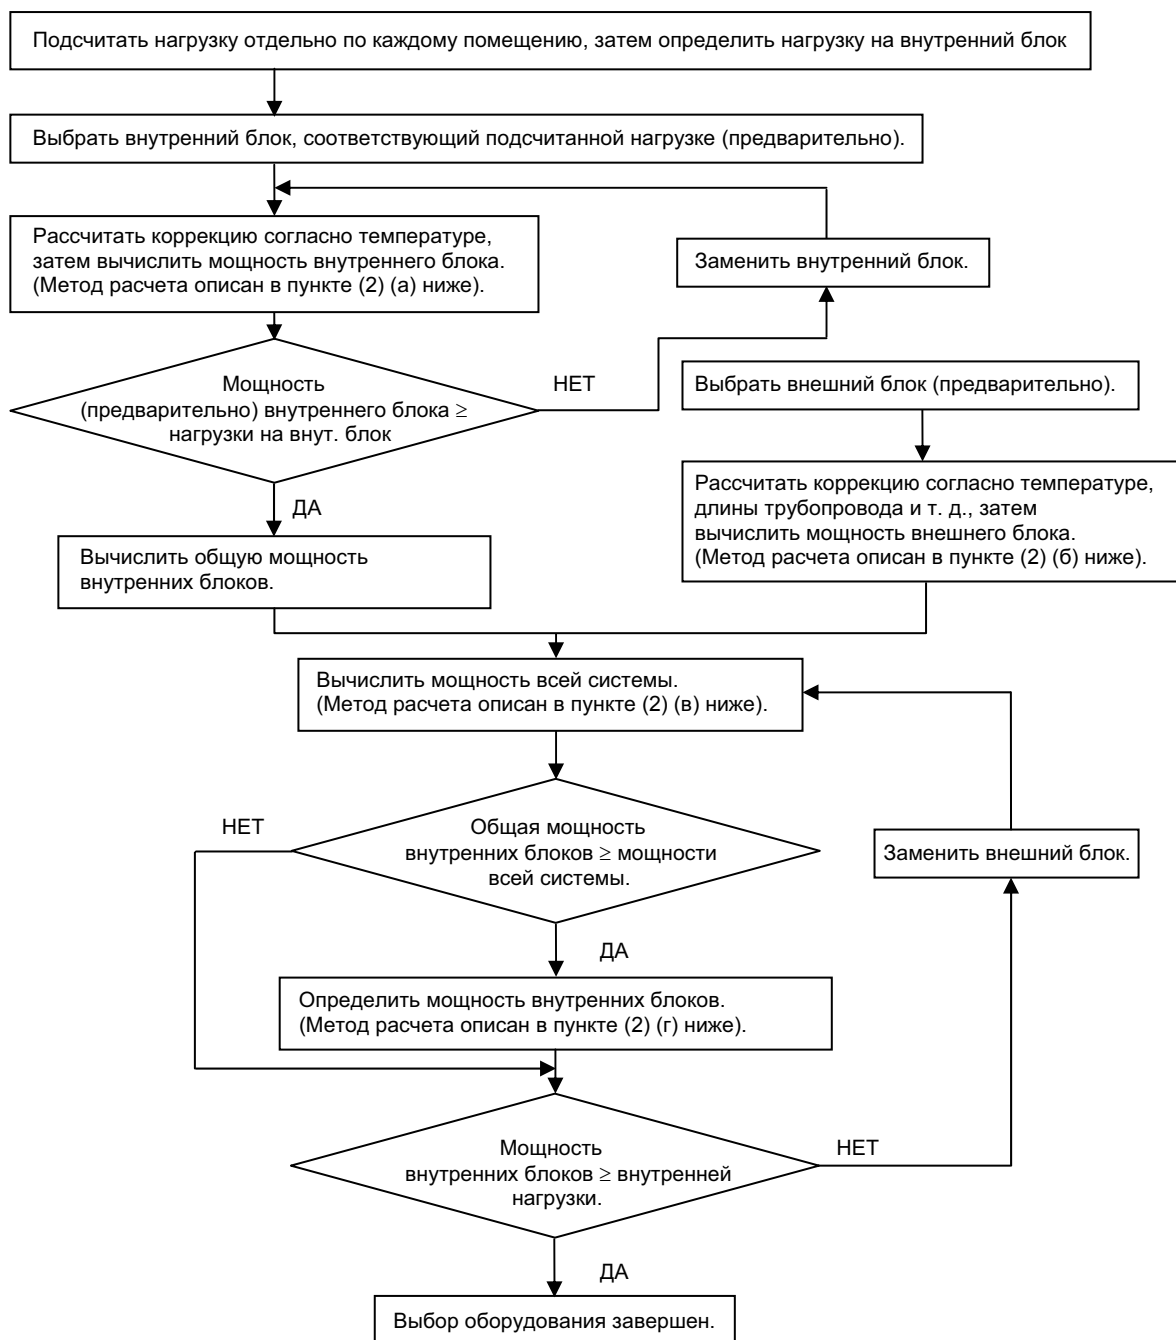 Подсчитать нагрузку отдельно по каждому помещению, затем определить нагрузку на внутренний блок
Выбрать внутренний блок, соответствующий подсчитанной нагрузке (предварительно).
Рассчитать коррекцию согласно температуре,
затем вычислить мощность внутреннего блока.
(Метод расчета описан в пункте (2) (а) ниже).
Заменить внутренний блок.
Мощность
(предварительно) внутреннего блока ≥
нагрузки на внут. блок
НЕТ
Выбрать внешний блок (предварительно).
ДА
Рассчитать коррекцию согласно температуре,
длины трубопровода и т. д., затем
вычислить мощность внешнего блока.
(Метод расчета описан в пункте (2) (б) ниже).
Вычислить общую мощность
внутренних блоков.
Вычислить мощность всей системы.
(Метод расчета описан в пункте (2) (в) ниже).
НЕТ
Общая мощность
внутренних блоков ≥ мощности
всей системы.
Заменить внешний блок.
ДА
Определить мощность внутренних блоков.
(Метод расчета описан в пункте (2) (г) ниже).
Мощность
внутренних блоков ≥ внутренней
нагрузки.
НЕТ
ДА
Выбор оборудования завершен.